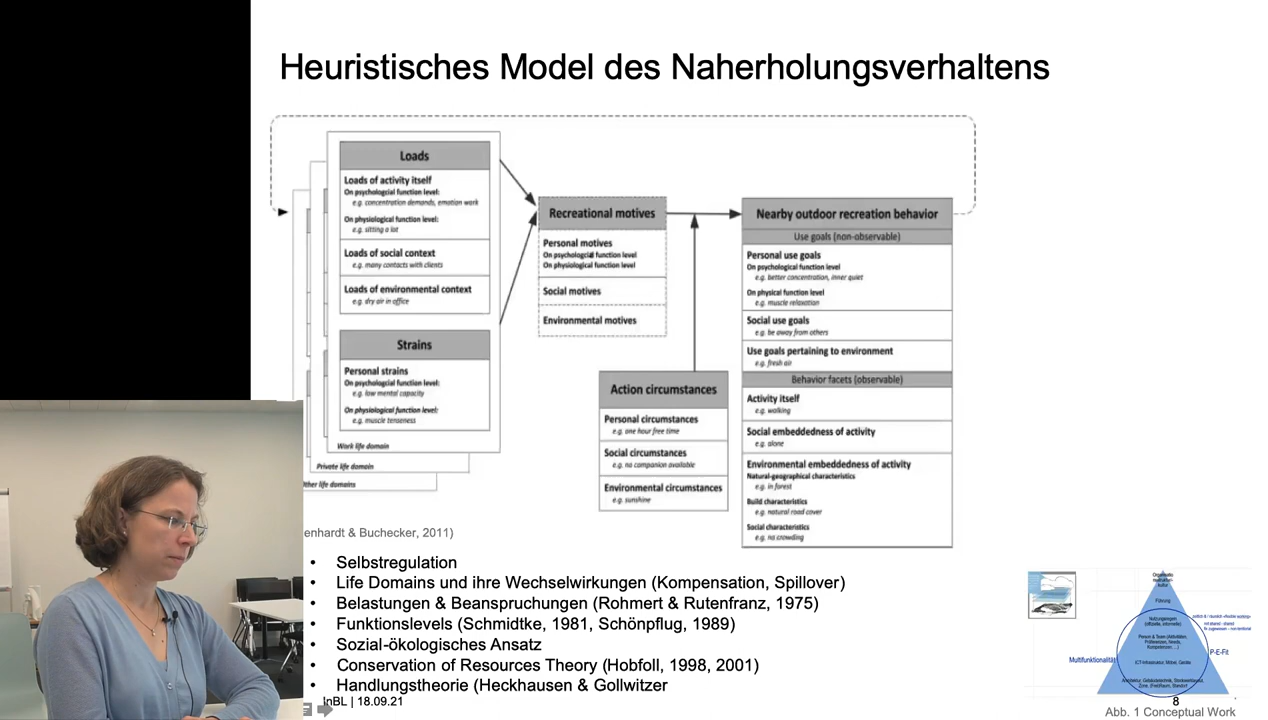 Heuristisches Model des Naherholungsverhaltens
Loads
Loads of activity itself
On psychological function level:
e.g. concentration demands, emotion work
On physiological function level:
e.g. sitting a lot
Loads of social context
e.g. many contacts with clients
Loads of environmental context
e.g. dry air in office
Strains
Personal strains
On psychological function level:
e.g. low mental capacity
On physiological function level:
e.g. muscle tenseness
Work life domain
Private life domain
Other life domains
Recreational motives
Personal motives
On psychological function level
On physiological function level
Social motives
Environmental motives
Action circumstances
Personal circumstances
e.g. one hour free time
Social circumstances
e.g. no companion available
Environmental circumstances
e.g. sunshine
Nearby outdoor recreation behavior
Use goals (non-observable)
Personal use goals
On psychological function level
e.g. better concentration, inner quiet
On physical function level
e.g. muscle relaxation
Social use goals
e.g. be away from others
Use goals pertaining to environment
e.g. fresh air
Behavior facets (observable)
Activity itself
e.g. walking
Social embeddedness of activity
e.g. alone
Environmental embeddedness of activity
Natural-geographical characteristics
e.g. in forest
Build characteristics
e.g. natural road cover
Social characteristics
e.g. no crowding
enhardt & Buchecker, 2011)
• Selbstregulation
• Life Domains und ihre Wechselwirkungen (Kompensation, Spillover)
• Belastungen & Beanspruchungen (Rohmert & Rutenfranz, 1975)
• Funktionslevels (Schmidtke, 1981, Schönpflug, 1989)
• Sozial-ökologisches Ansatz
• Conservation of Resources Theory (Hobfoll, 1998, 2001)
• Handlungstheorie (Heckhausen & Gollwitzer
InBL | 18.09.21
8
Führung
Multifunktionalität
P-E-Fit
Abb. 1 Conceptual Work